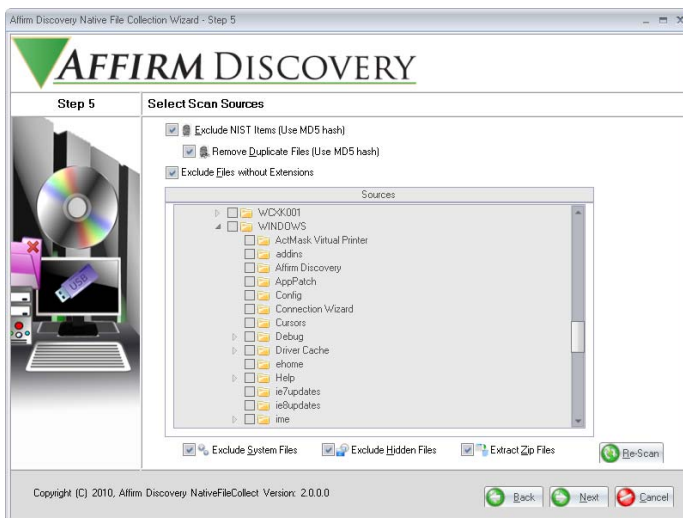 Affirm Discovery Native File Collection Wizard - Step 5
AFFIRM DISCOVERY
Step 5
Select Scan Sources
Exclude NIST Items (Use MD5 hash)
Remove Duplicate Files (Use MD5 hash)
Exclude Files without Extensions
Sources
WCXK001
WINDOWS
ActMask Virtual Printer
addins
Affirm Discovery
AppPatch
Config
Connection Wizard
Cursors
Debug
Driver Cache
ehome
Help
ie7updates
ie8updates
ime
USB
Exclude System Files Exclude Hidden Files Extract Zip Files
Re-Scan
Copyright (C) 2010, Affirm Discovery NativeFileCollect Version: 2.0.0.0
Back Next Cancel